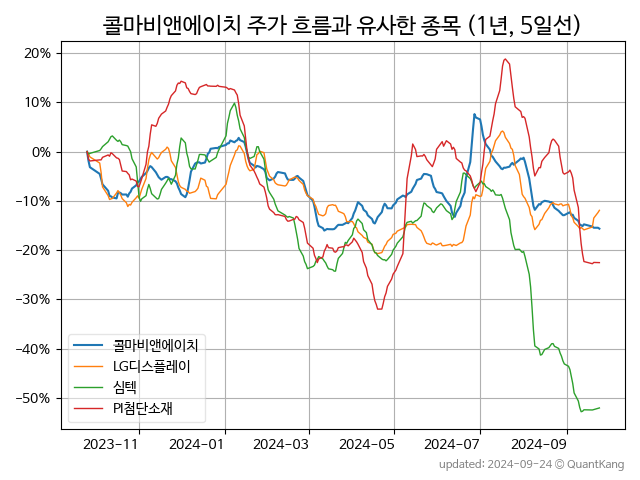 콜마비앤에이치 주가 흐름과 유사한 종목 (1년, 5일선)
20%
10%
0%
−10%
−20%
−30%
−40%
−50%
콜마비앤에이치
LG디스플레이
심텍
PI첨단소재
2023-11
2024-01
2024-03
2024-05
2024-07
2024-09
updated: 2024-09-24 © QuantKang